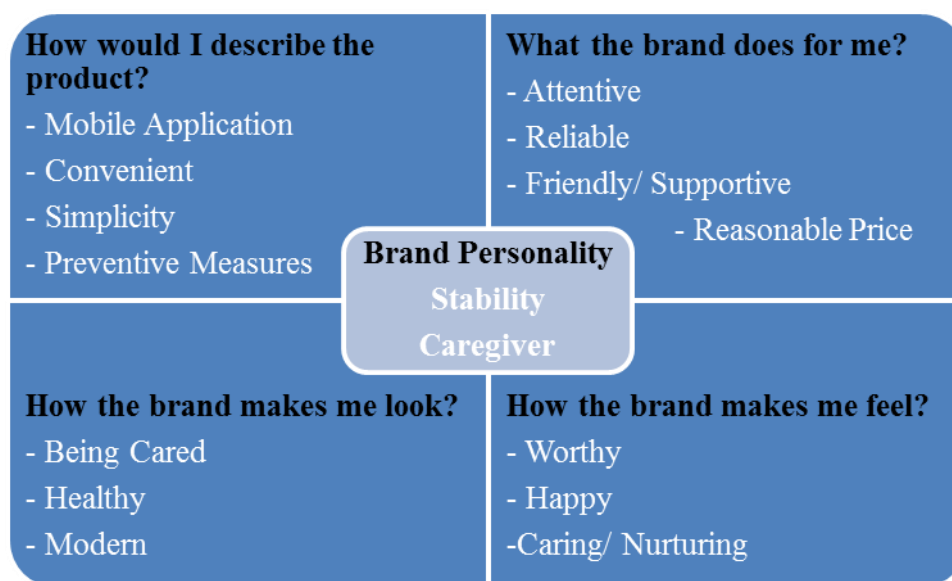 How would I describe the
product?
- Mobile Application
- Convenient
- Simplicity
- Preventive Measures
What the brand does for me?
- Attentive
- Reliable
- Friendly/ Supportive
- Reasonable Price
Brand Personality
Stability
Caregiver
How the brand makes me look?
- Being Cared
- Healthy
- Modern
How the brand makes me feel?
- Worthy
- Happy
-Caring/ Nurturing